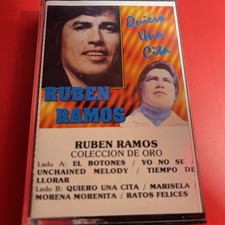 Quiero
Una
Cita
RUBEN
RAMOS
RUBEN RAMOS
COLECCION DE ORO
Lado A: EL BOTONES / YO NO SE /
UNCHAINED MELODY / TIEMPO DE
LLORAR
Lado B: QUIERO UNA CITA / MARISELA /
MORENA MORENITA / RATOS FELICES